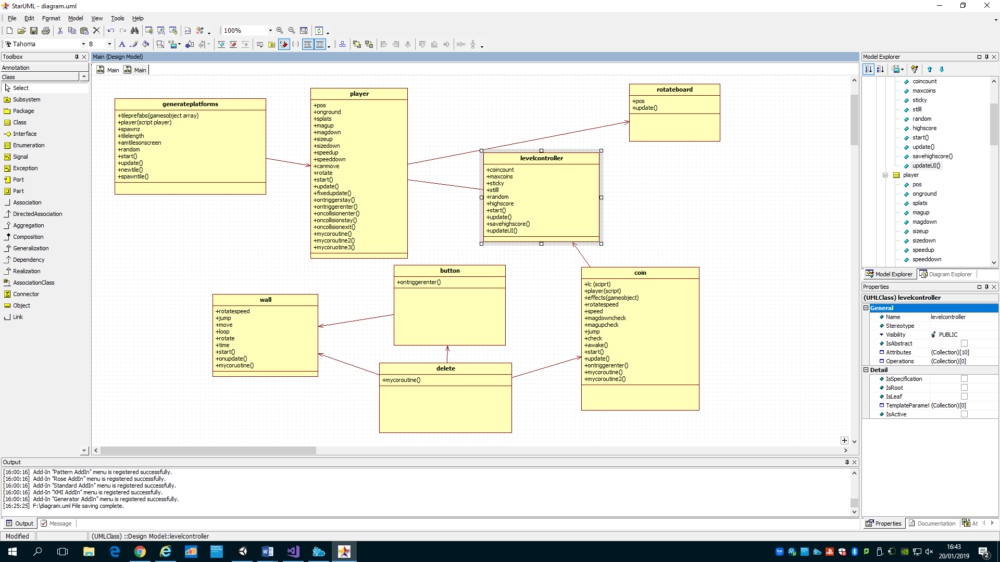 StarUML - diagram.uml
File Edit Format Model View Tools Help
100%
Tahoma 8
Toolbox
Annotation
Class
Select
Subsystem
Package
Class
Interface
Enumeration
Signal
Exception
Port
Part
Association
DirectedAssociation
Aggregation
Composition
Generalization
Dependency
Realization
AssociationClass
Connector
Object
Link
Main (Design Model)
Main Main
generateplatforms
+tileprefabs(gamesobject array)
+player(script player)
+spawnz
+tilelength
+amtilesonscreen
+random
+start()
+update()
+newtile()
+spawntile()
player
+pos
+onground
+splats
+magup
+magdown
+sizeup
+sizedown
+speedup
+speeddown
+canmove
+rotate
+start()
+update()
+fixedupdate()
+ontriggerstay()
+ontriggerenter()
+oncollisionenter()
+oncollisionstay()
+oncollisionexit()
+mycoroutine()
+mycoroutine2()
+mycoruotine3()
rotateboard
+pos
+update()
levelcontroller
+coincount
+maxcoins
+sticky
+stilll
+random
+highscore
+start()
+update()
+savehighscore()
+updateUI()
button
+ontriggerenter()
wall
+rotatespeed
+jump
+move
+loop
+rotate
+time
+start()
+onupdate()
+mycoruotine()
delete
+mycoroutine()
coin
+lc (sciprt)
+player(script)
+effects(gameobject)
+rotatespeed
+speed
+magdowncheck
+magupcheck
+jump
+check
+awake()
+start()
+update()
+ontriggerenter()
+mycoroutine()
+mycoroutine2()
Model Explorer
coincount
maxcoins
sticky
stilll
random
highscore
start()
update()
savehighscore()
updateUI()
player
pos
onground
splats
magup
magdown
sizeup
sizedown
speedup
speeddown
Model Explorer Diagram Explorer
Properties
(UMLClass) levelcontroller
General
Name levelcontroller
Stereotype
Visibility PUBLIC
IsAbstract
Attributes (Collection)[10]
Operations (Collection)[0]
Detail
IsSpecification
IsRoot
IsLeaf
TemplateParamet (Collection)[0]
IsActive
Properties Documentation At
Output
[16:00:16] Add-In "Pattern AddIn" menu is registered successfully.
[16:00:16] Add-In "Rose AddIn" menu is registered successfully.
[16:00:16] Add-In "Standard AddIn" menu is registered successfully.
[16:00:16] Add-In "XMI AddIn" menu is registered successfully.
[16:00:16] Add-In "Generator AddIn" menu is registered successfully.
[16:25:25] F:\diagram.uml File saving complete.
Output Message
Modified (UMLClass) ::Design Model::levelcontroller
16:43
20/01/2019
2